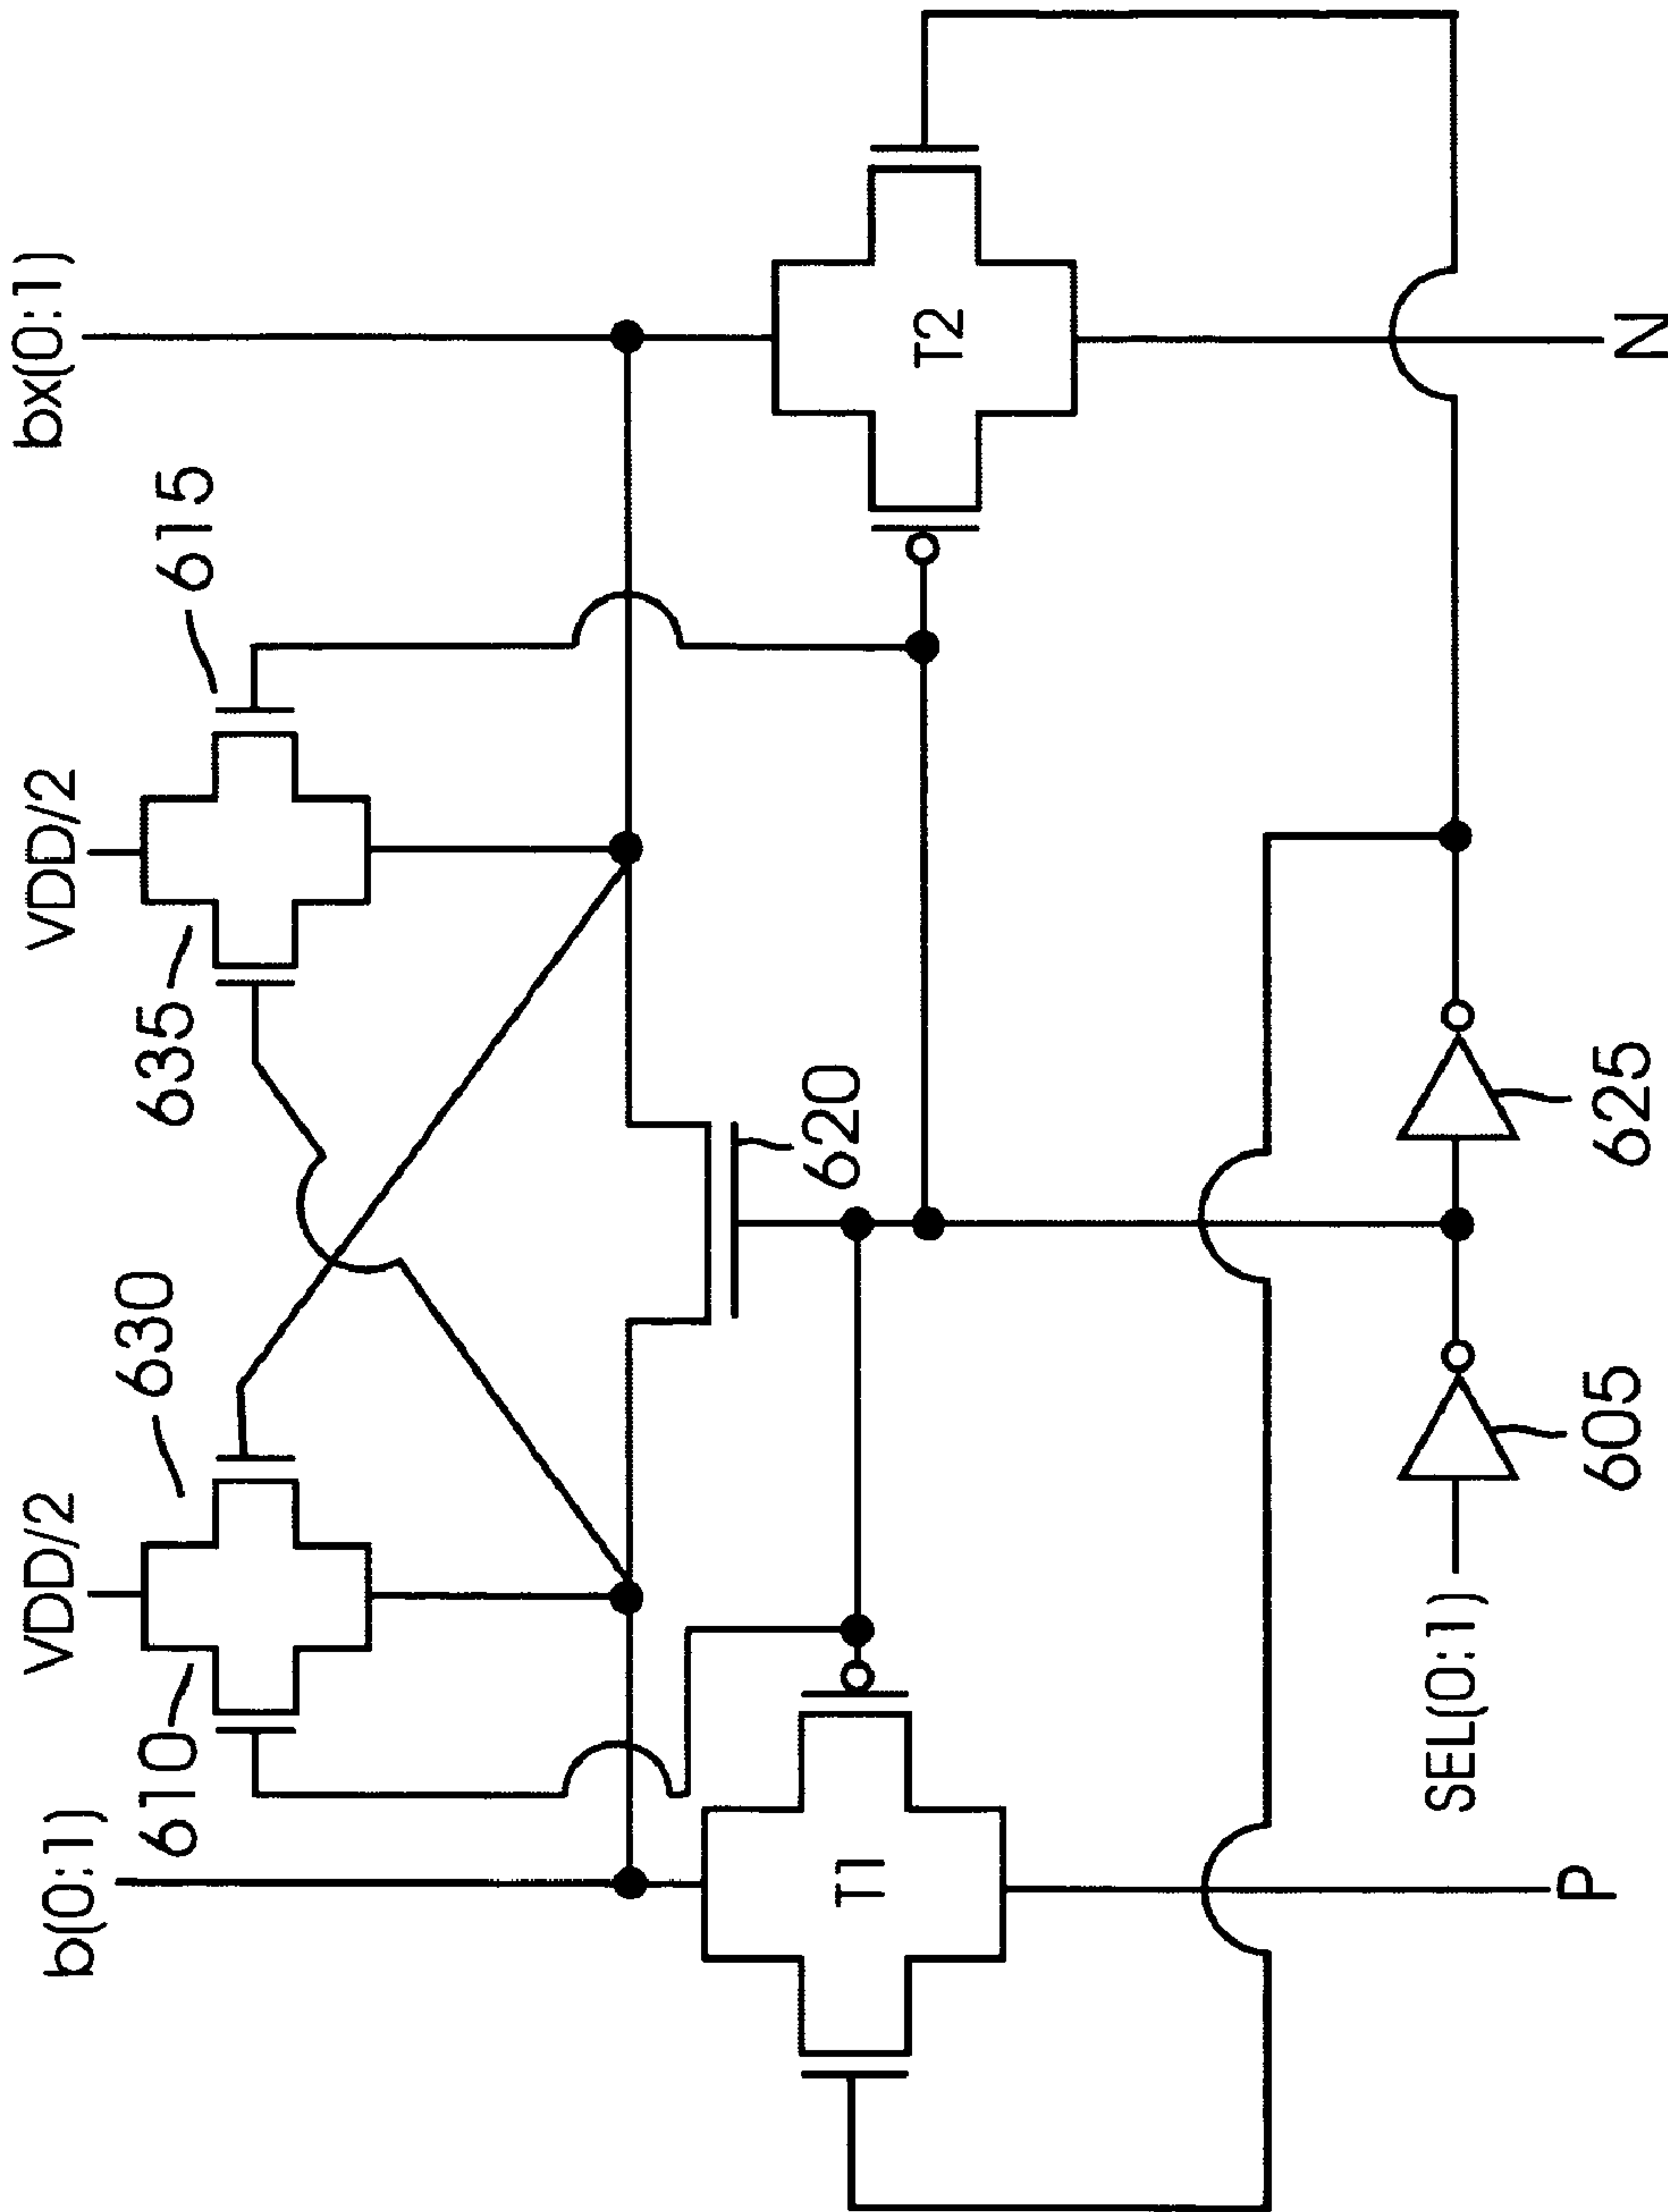 b(0:1)
VDD/2
VDD/2
bx(0:1)
610
630
635
615
620
T1
T2
SEL(0:1)
605
625
P
N